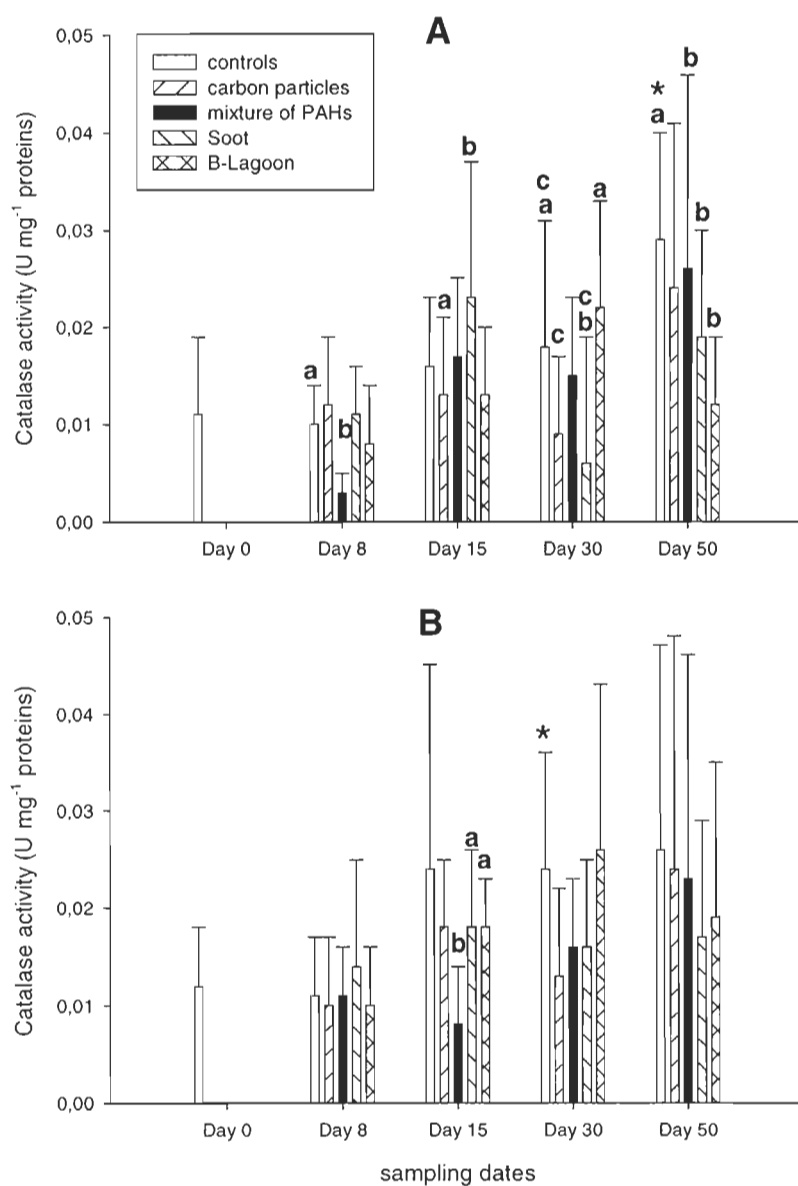 A
0,05
0,04
0,03
0,02
0,01
0,00
Catalase activity (U mg⁻¹ proteins)
controls
carbon particles
mixture of PAHs
Soot
B-Lagoon
a
b
a
b
c
a
c
c
b
a
*
a
b
b
b
Day 0 Day 8 Day 15 Day 30 Day 50
B
0,05
0,04
0,03
0,02
0,01
0,00
Catalase activity (U mg⁻¹ proteins)
b
a
a
*
Day 0 Day 8 Day 15 Day 30 Day 50
sampling dates